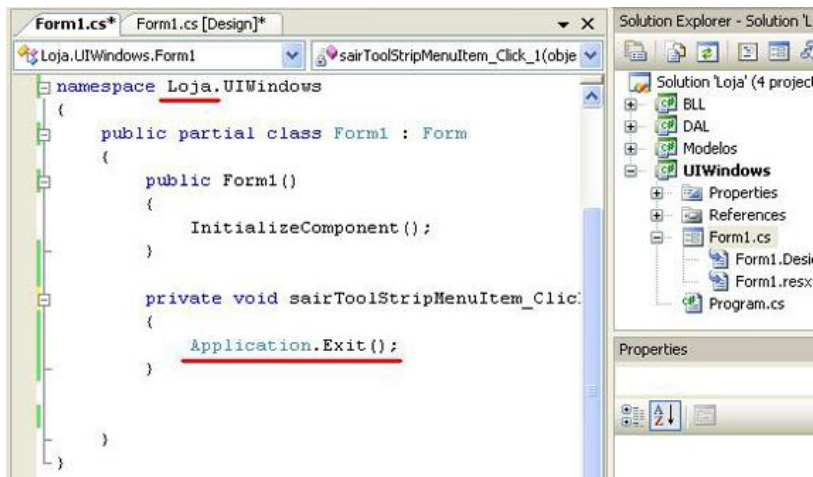 Form1.cs* Form1.cs [Design]*
Loja.UIWindows.Form1 sairToolStripMenuItem_Click_1(obje
namespace Loja.UIWindows
{
public partial class Form1 : Form
{
public Form1()
{
InitializeComponent();
}
private void sairToolStripMenuItem_Clic
{
Application.Exit();
}
}
}
Solution Explorer - Solution 'L
Solution 'Loja' (4 project
BLL
DAL
Modelos
UIWindows
Properties
References
Form1.cs
Form1.Desi
Form1.resx
Program.cs
Properties